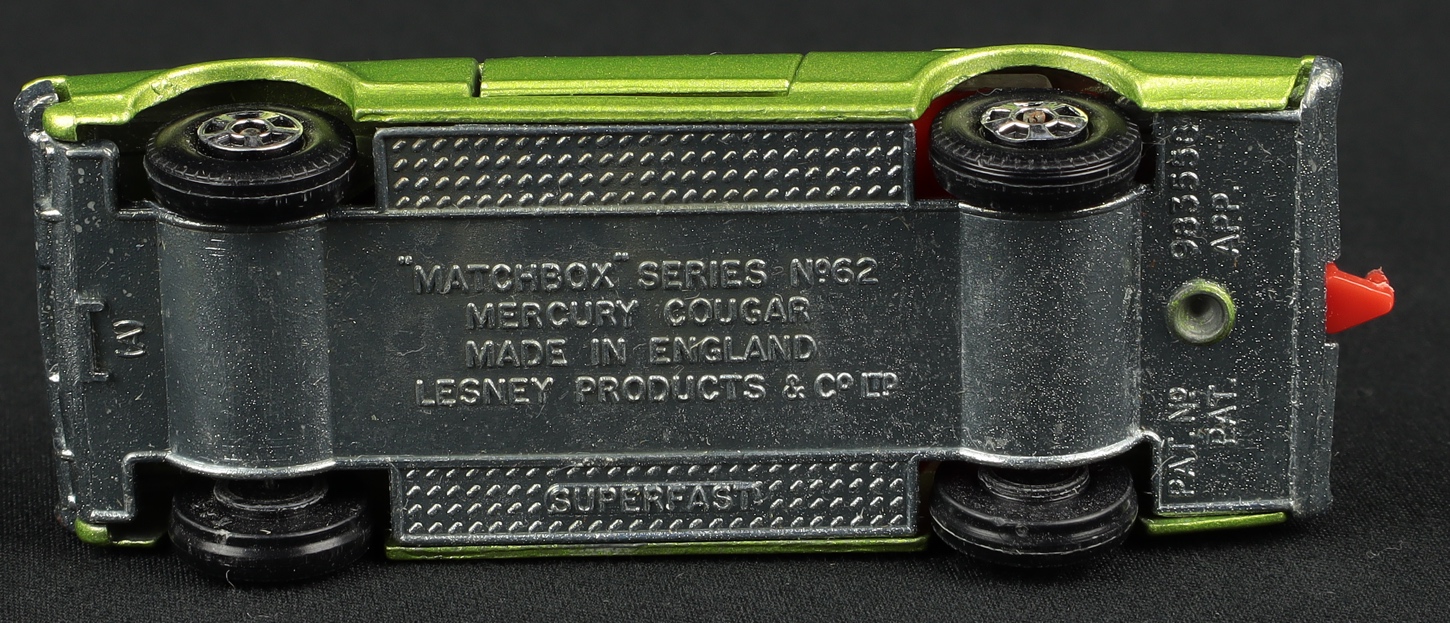 "MATCHBOX" SERIES Nº62
MERCURY COUGAR
MADE IN ENGLAND
LESNEY PRODUCTS & Cº LTD
SUPERFAST
PAT. Nº 983558
PAT. APP.